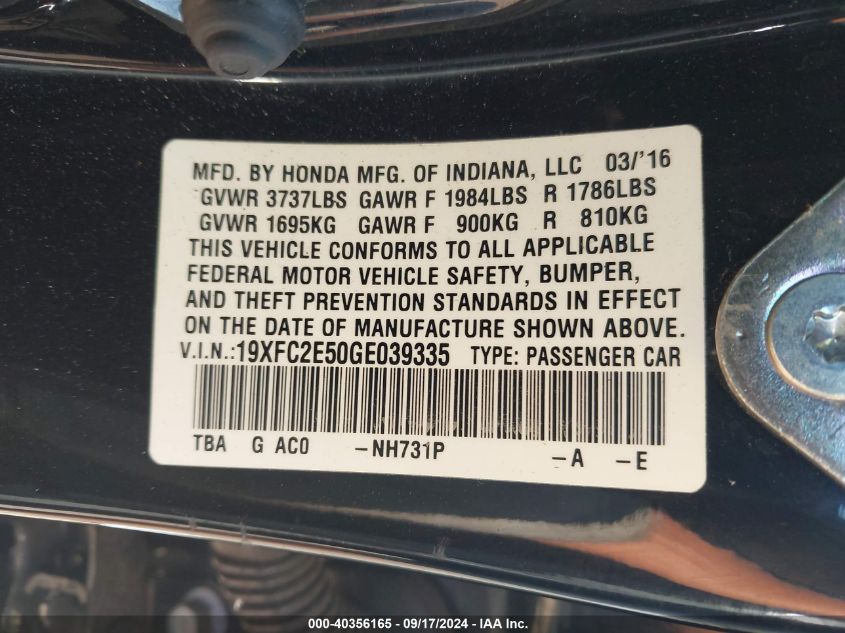 MFD. BY HONDA MFG. OF INDIANA, LLC 03/'16
GVWR 3737LBS GAWR F 1984LBS R 1786LBS
GVWR 1695KG GAWR F 900KG R 810KG
THIS VEHICLE CONFORMS TO ALL APPLICABLE
FEDERAL MOTOR VEHICLE SAFETY, BUMPER,
AND THEFT PREVENTION STANDARDS IN EFFECT
ON THE DATE OF MANUFACTURE SHOWN ABOVE.
V.I.N.:19XFC2E50GE039335 TYPE: PASSENGER CAR
TBA G AC0 -NH731P -A -E
000-40356165 - 09/17/2024 - IAA Inc.